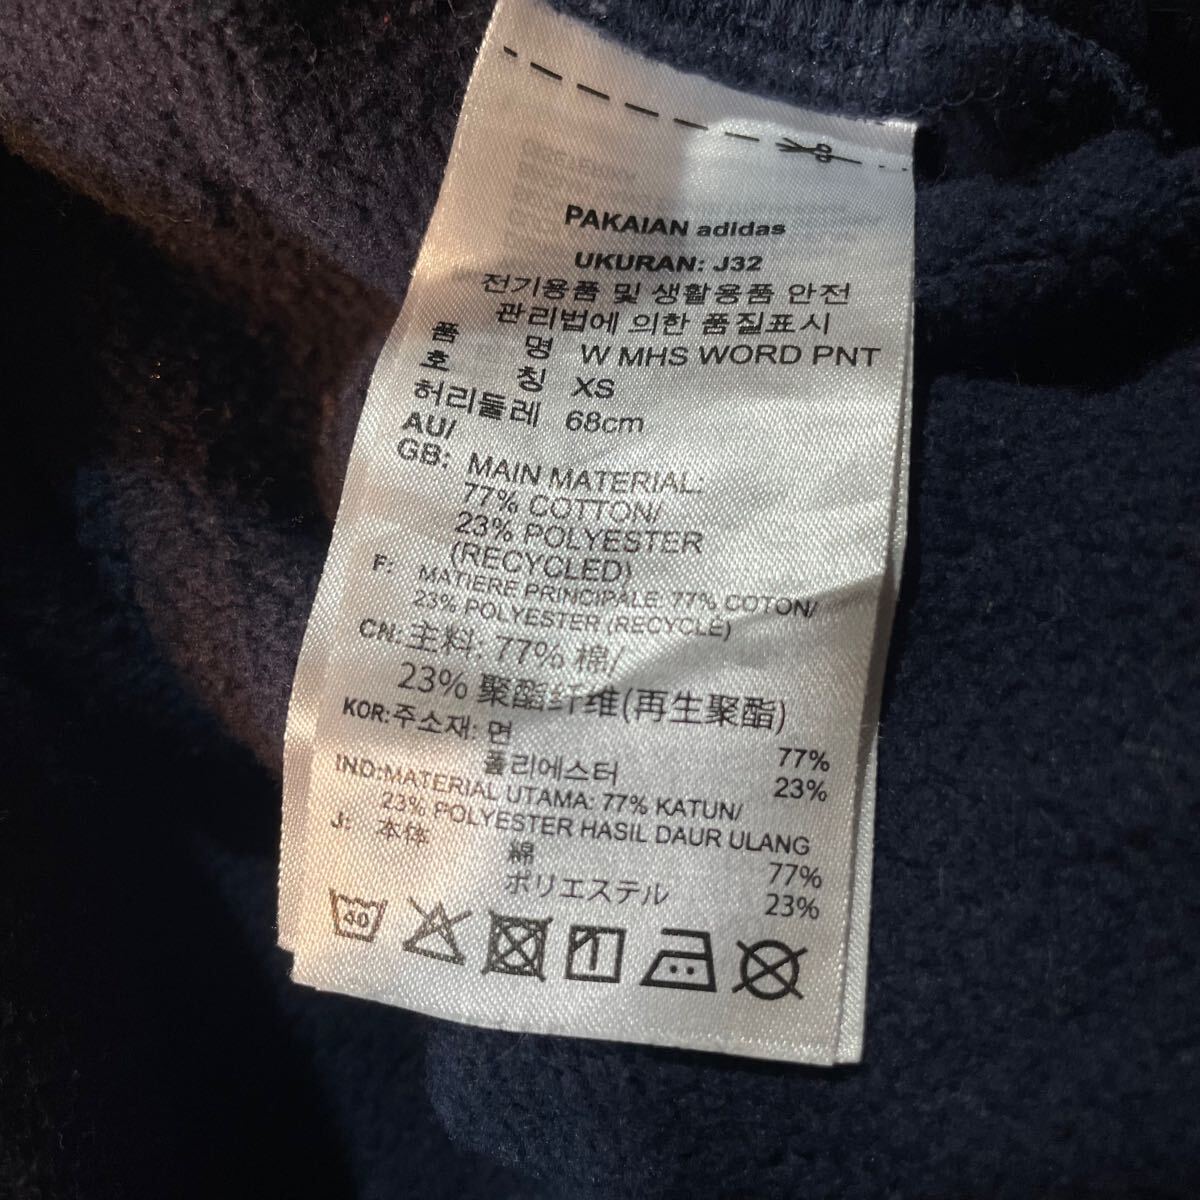 PAKAIAN adidas
UKURAN: J32
전기용품 및 생활용품 안전
관리법에 의한 품질표시
품 명 W MHS WORD PNT
호 칭 XS
허리둘레 68cm
AU/
GB: MAIN MATERIAL:
77% COTTON/
23% POLYESTER
(RECYCLED)
F: MATIERE PRINCIPALE: 77% COTON/
23% POLYESTER (RECYCLE)
CN: 主料: 77% 棉/
23% 聚酯纤维(再生聚酯)
KOR: 주소재: 면 77%
폴리에스터 23%
IND: MATERIAL UTAMA: 77% KATUN/
23% POLYESTER HASIL DAUR ULANG
J: 本体 綿 77%
ポリエステル 23%
40 1